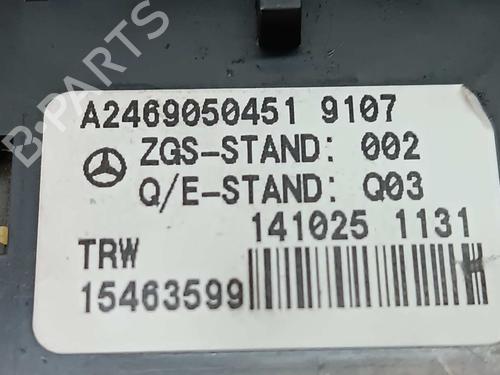 A2469050451 9107
ZGS-STAND: 002
Q/E-STAND: Q03
141025 1131
TRW
15463599
B-PARTS